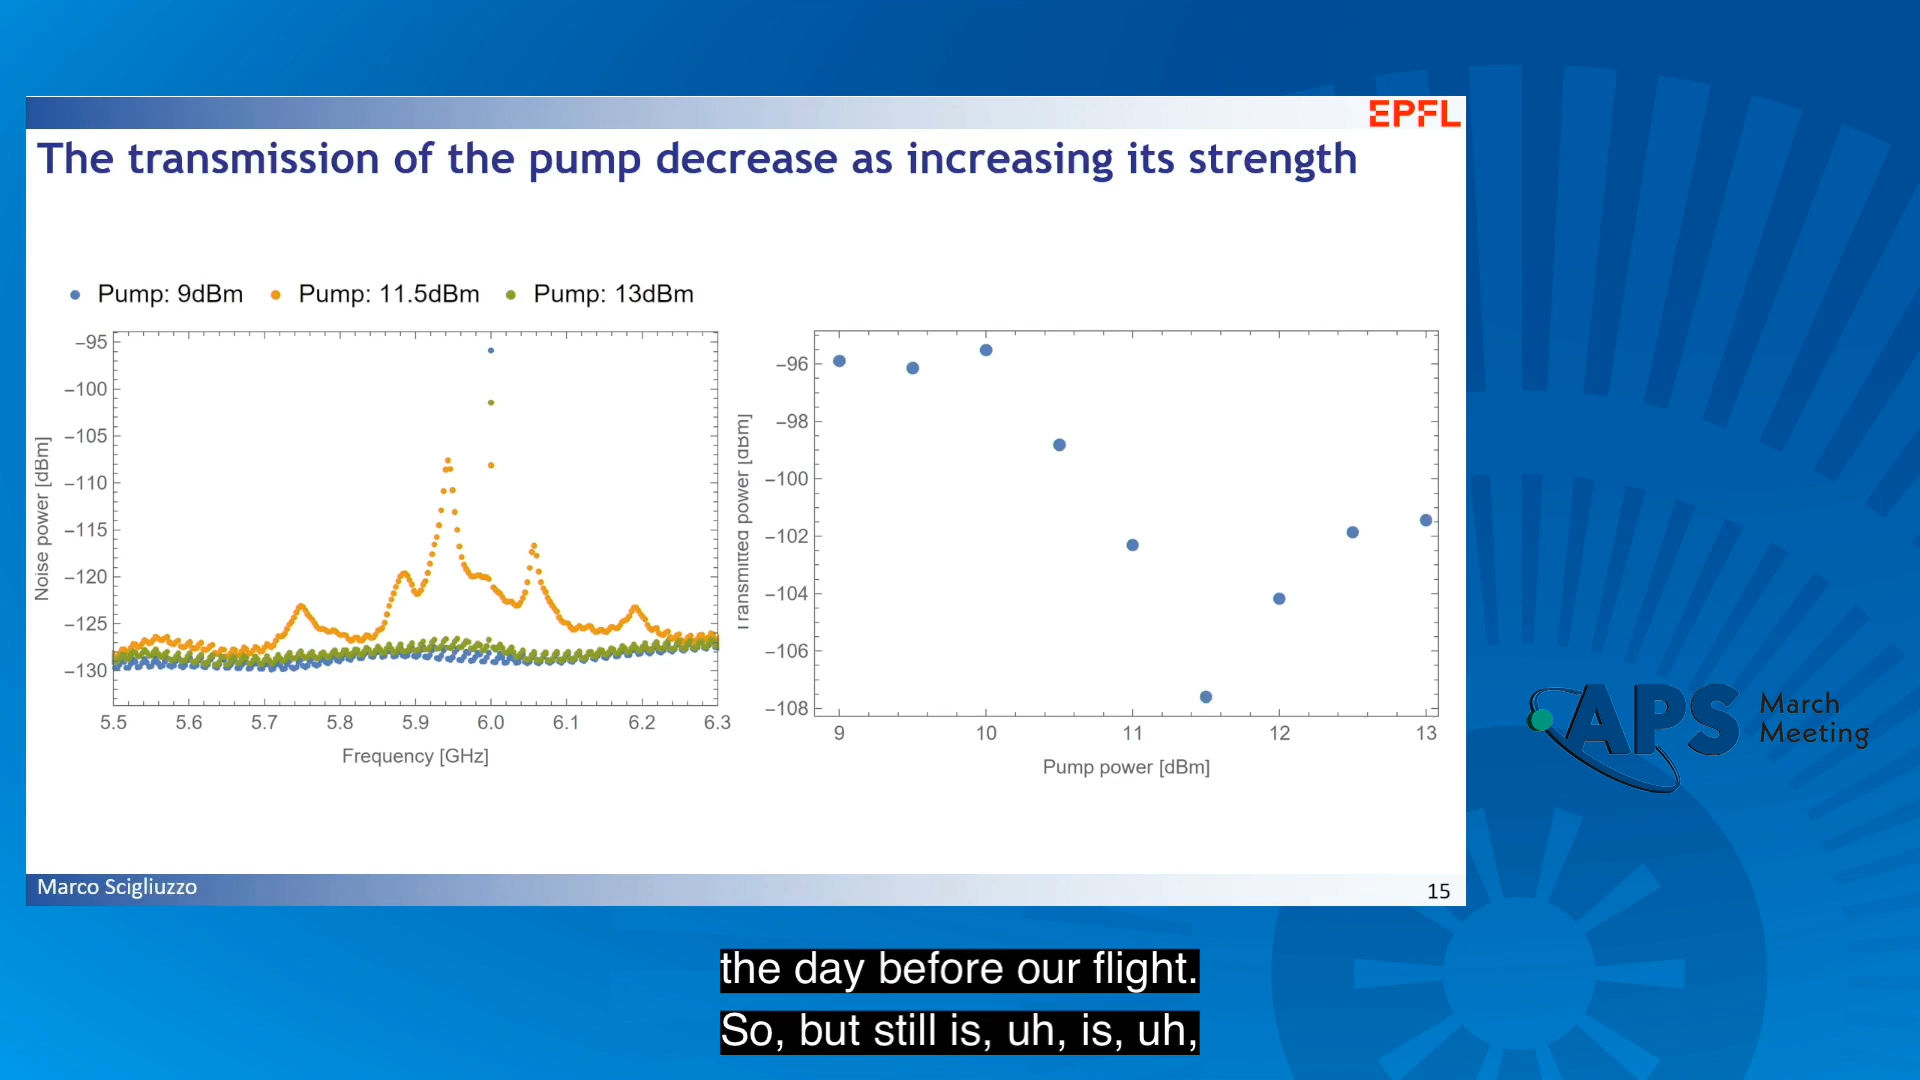 EPFL
The transmission of the pump decrease as increasing its strength
Pump: 9dBm Pump: 11.5dBm Pump: 13dBm
Noise power [dBm]
−95
−100
−105
−110
−115
−120
−125
−130
5.5 5.6 5.7 5.8 5.9 6.0 6.1 6.2 6.3
Frequency [GHz]
Transmitted power [dBm]
−96
−98
−100
−102
−104
−106
−108
9 10 11 12 13
Pump power [dBm]
APS March
Meeting
Marco Scigliuzzo
15
the day before our flight.
So, but still is, uh, is, uh,